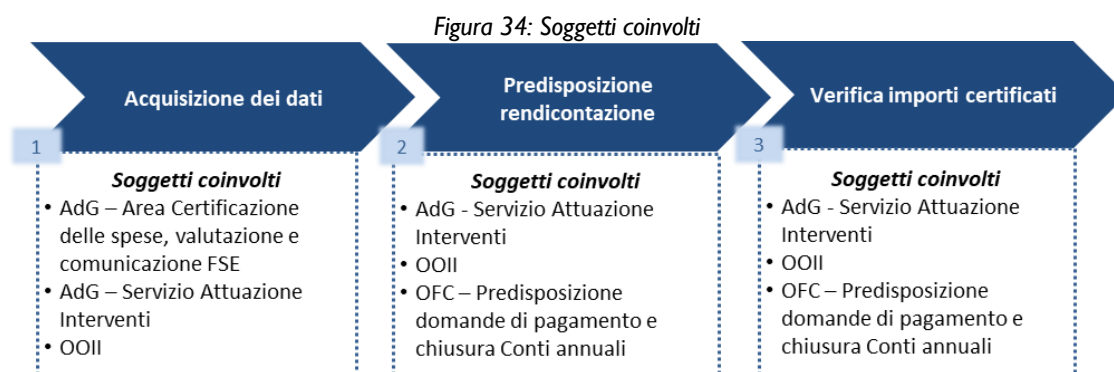 Figura 34: Soggetti coinvolti
Acquisizione dei dati
1
Soggetti coinvolti
• AdG – Area Certificazione
delle spese, valutazione e
comunicazione FSE
• AdG – Servizio Attuazione
Interventi
• OOII
Predisposizione
rendicontazione
2
Soggetti coinvolti
• AdG - Servizio Attuazione
Interventi
• OOII
• OFC – Predisposizione
domande di pagamento e
chiusura Conti annuali
Verifica importi certificati
3
Soggetti coinvolti
• AdG - Servizio Attuazione
Interventi
• OOII
• OFC – Predisposizione
domande di pagamento e
chiusura Conti annuali